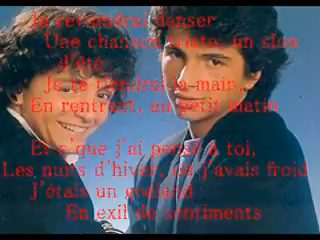 Je reviendrai danser
Une chanson triste, un slow
d'été
Je te tiendrai la main,
En rentrant, au petit matin
Et c'que j'ai pensé à toi,
Les nuits d'hiver, où j'avais froid
J'étais un goéland
En exil de sentiments